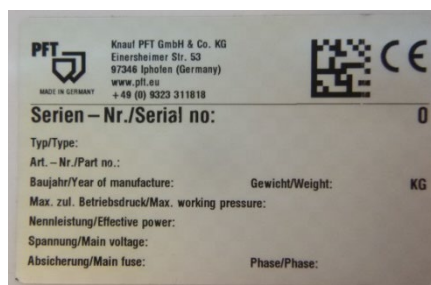 PFT
MADE IN GERMANY
Knauf PFT GmbH & Co. KG
Einersheimer Str. 53
97346 Iphofen (Germany)
www.pft.eu
+49 (0) 9323 311818
CE
Serien – Nr./Serial no: 0
Typ/Type:
Art. – Nr./Part no.:
Baujahr/Year of manufacture: Gewicht/Weight: KG
Max. zul. Betriebsdruck/Max. working pressure:
Nennleistung/Effective power:
Spannung/Main voltage:
Absicherung/Main fuse: Phase/Phase: